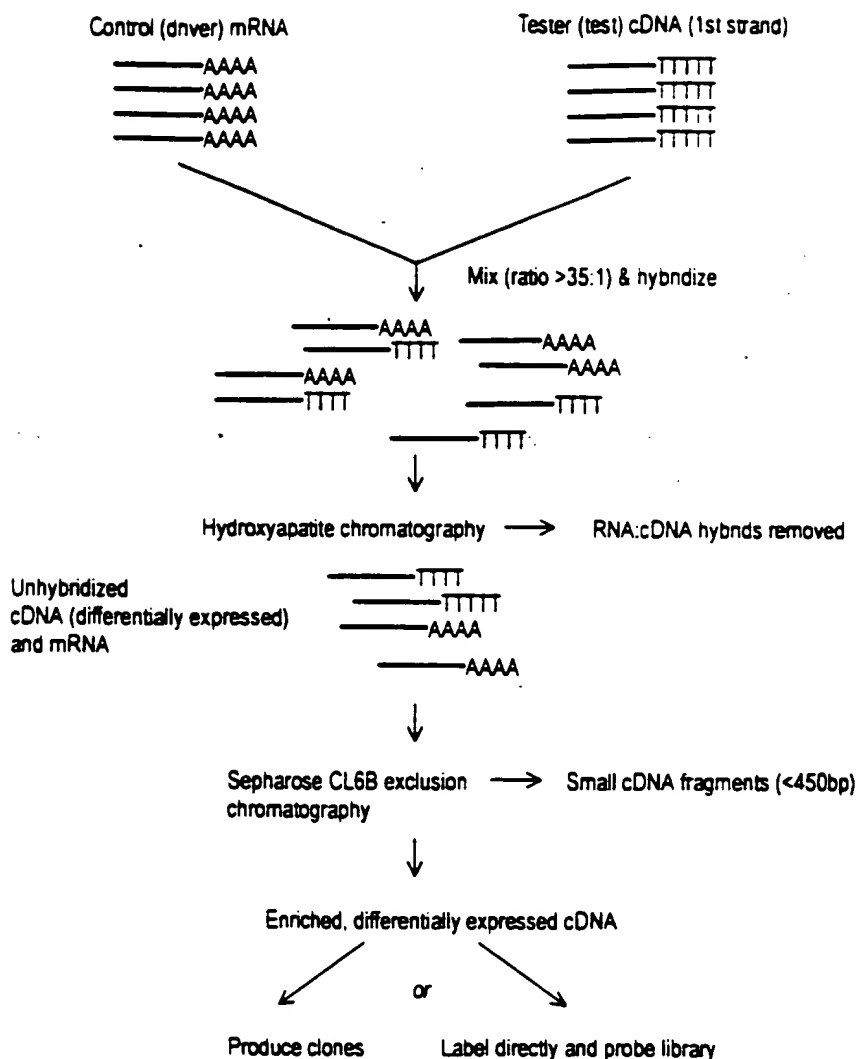 Control (driver) mRNA
Tester (test) cDNA (1st strand)
AAAA
TTTTT
AAAA
TTTTT
AAAA
TTTTT
AAAA
TTTTT
Mix (ratio >35:1) & hybridize
AAAA
TTTT
AAAA
AAAA
AAAA
TTTT
TTTT
TTTT
Hydroxyapatite chromatography
RNA:cDNA hybrids removed
Unhybridized
cDNA (differentially expressed)
and mRNA
TTTT
TTTTT
AAAA
AAAA
Sepharose CL6B exclusion
chromatography
Small cDNA fragments (<450bp)
Enriched, differentially expressed cDNA
or
Produce clones
Label directly and probe library